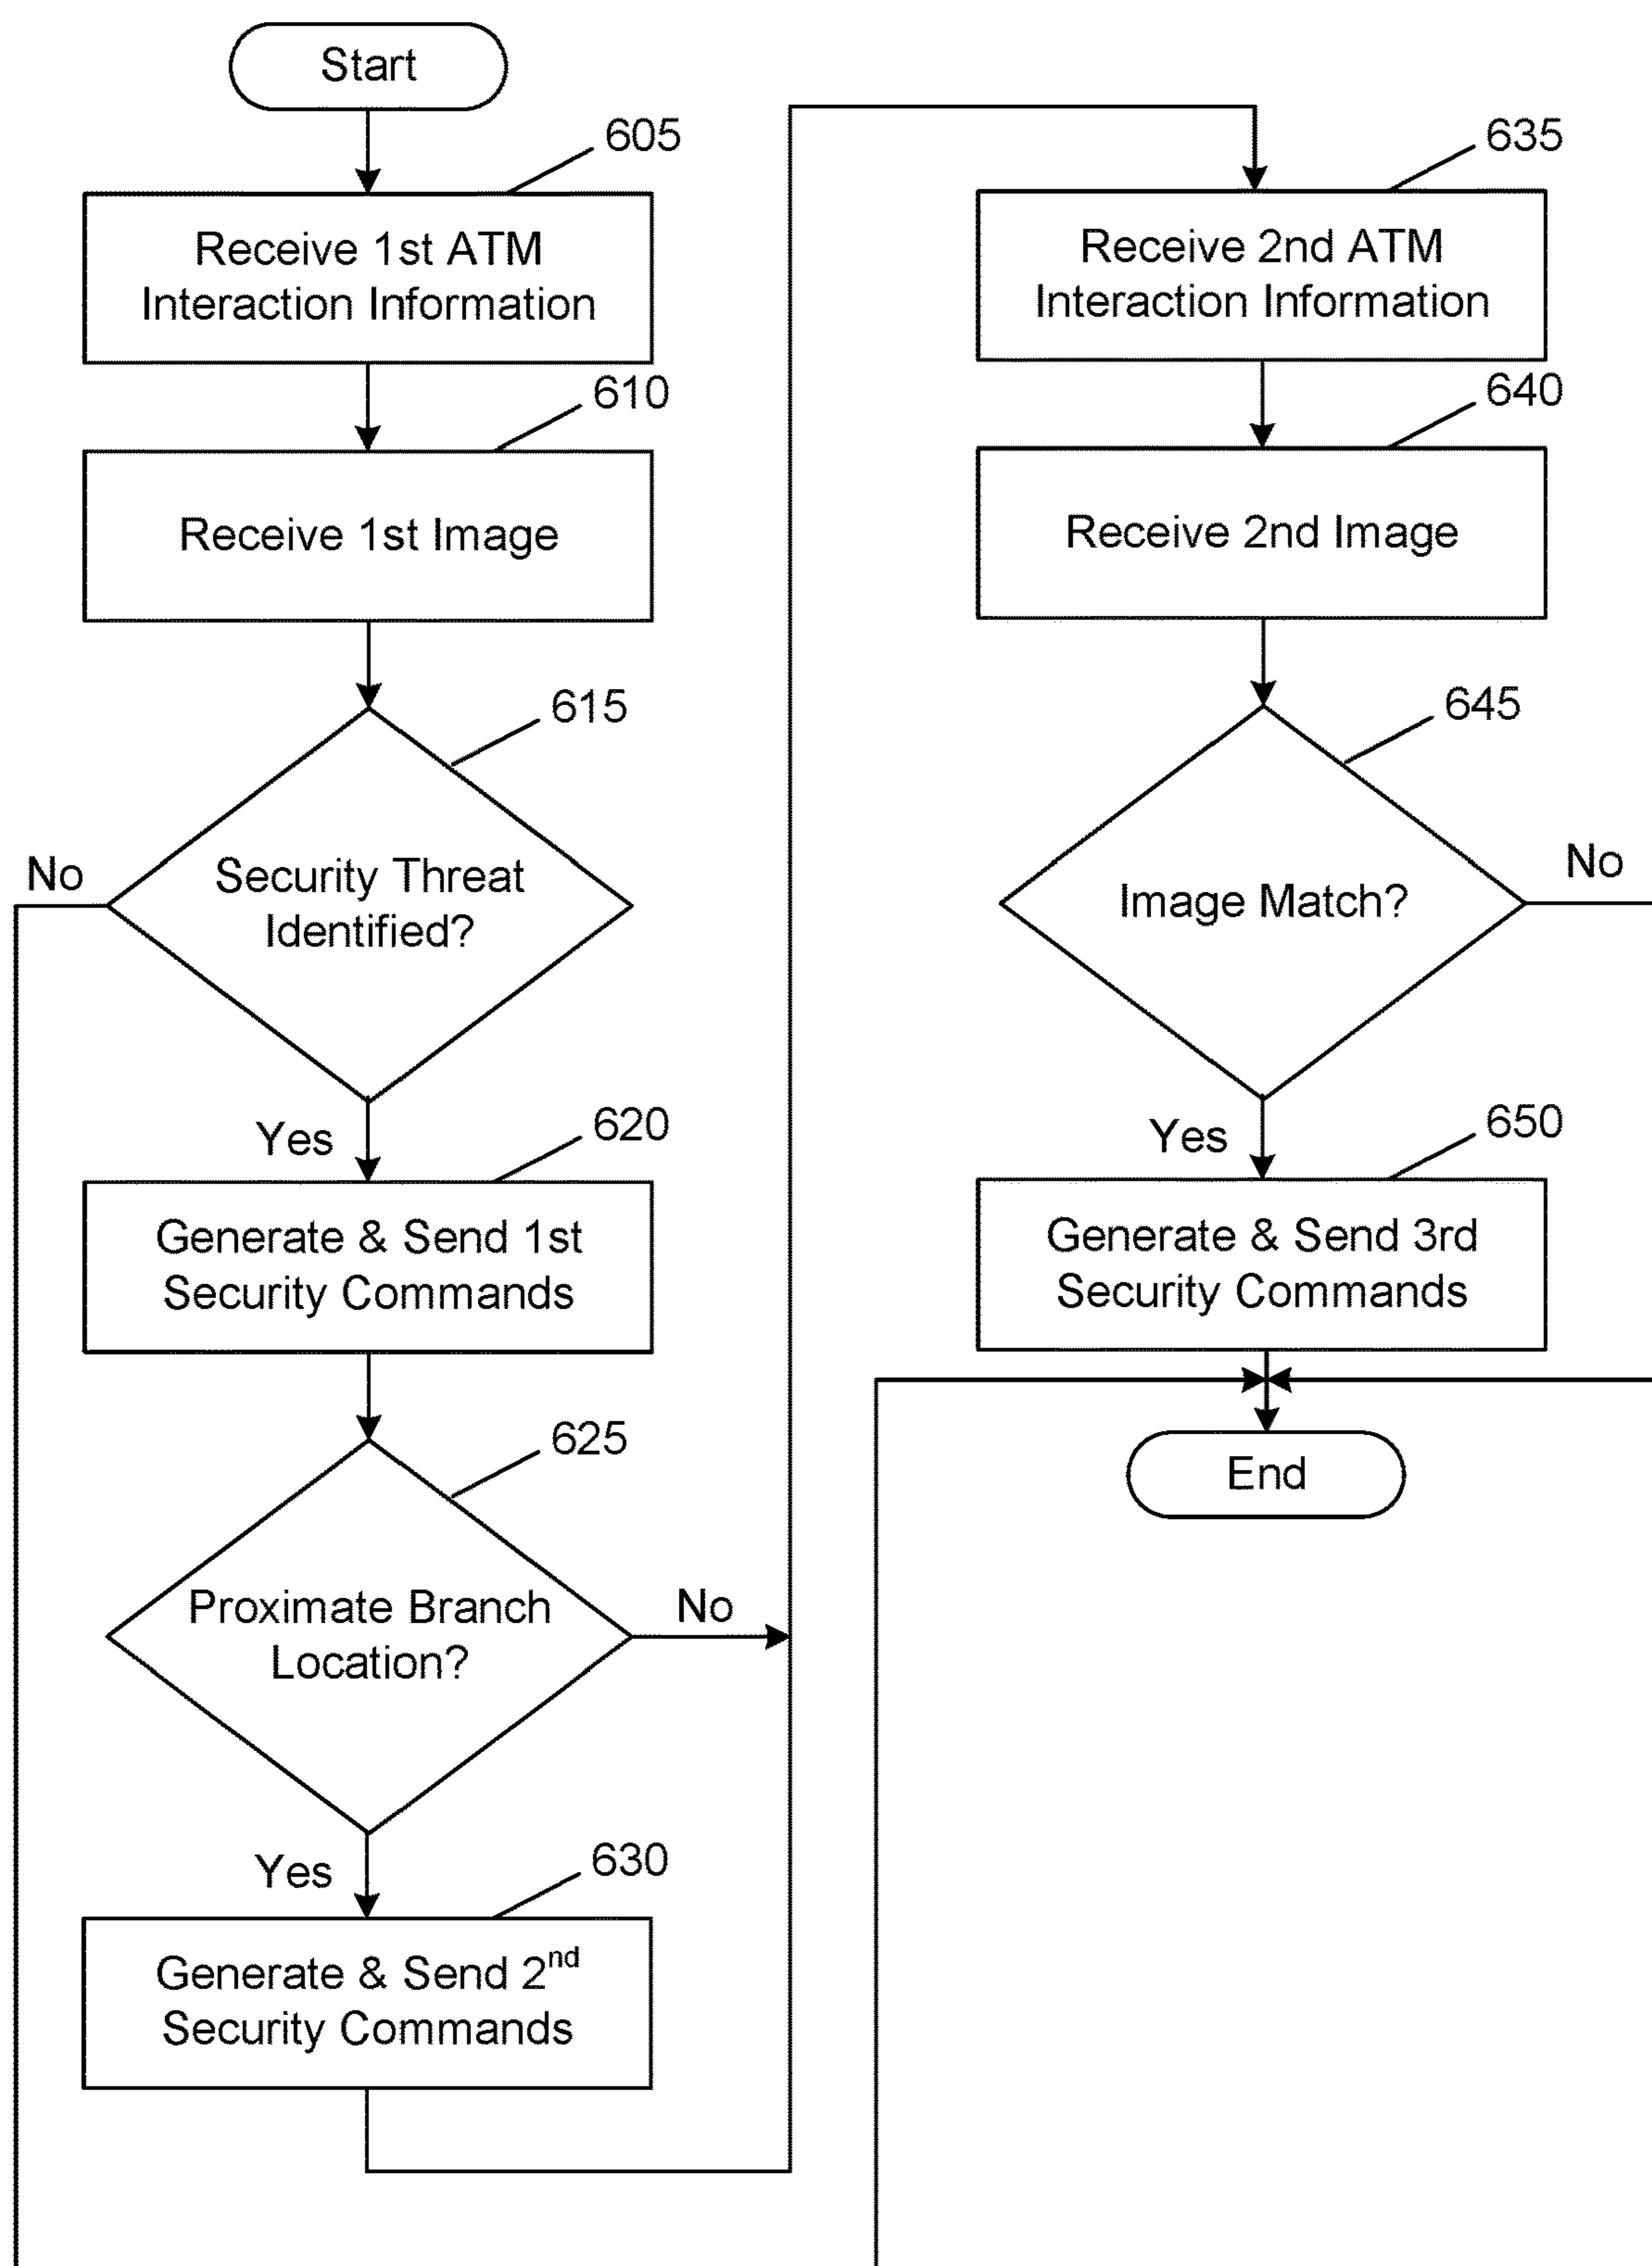 Start
605
Receive 1st ATM
Interaction Information
610
Receive 1st Image
615
No
Security Threat
Identified?
Yes
620
Generate & Send 1st
Security Commands
625
Proximate Branch
Location?
No
Yes
630
Generate & Send 2nd
Security Commands
635
Receive 2nd ATM
Interaction Information
640
Receive 2nd Image
645
Image Match?
No
Yes
650
Generate & Send 3rd
Security Commands
End